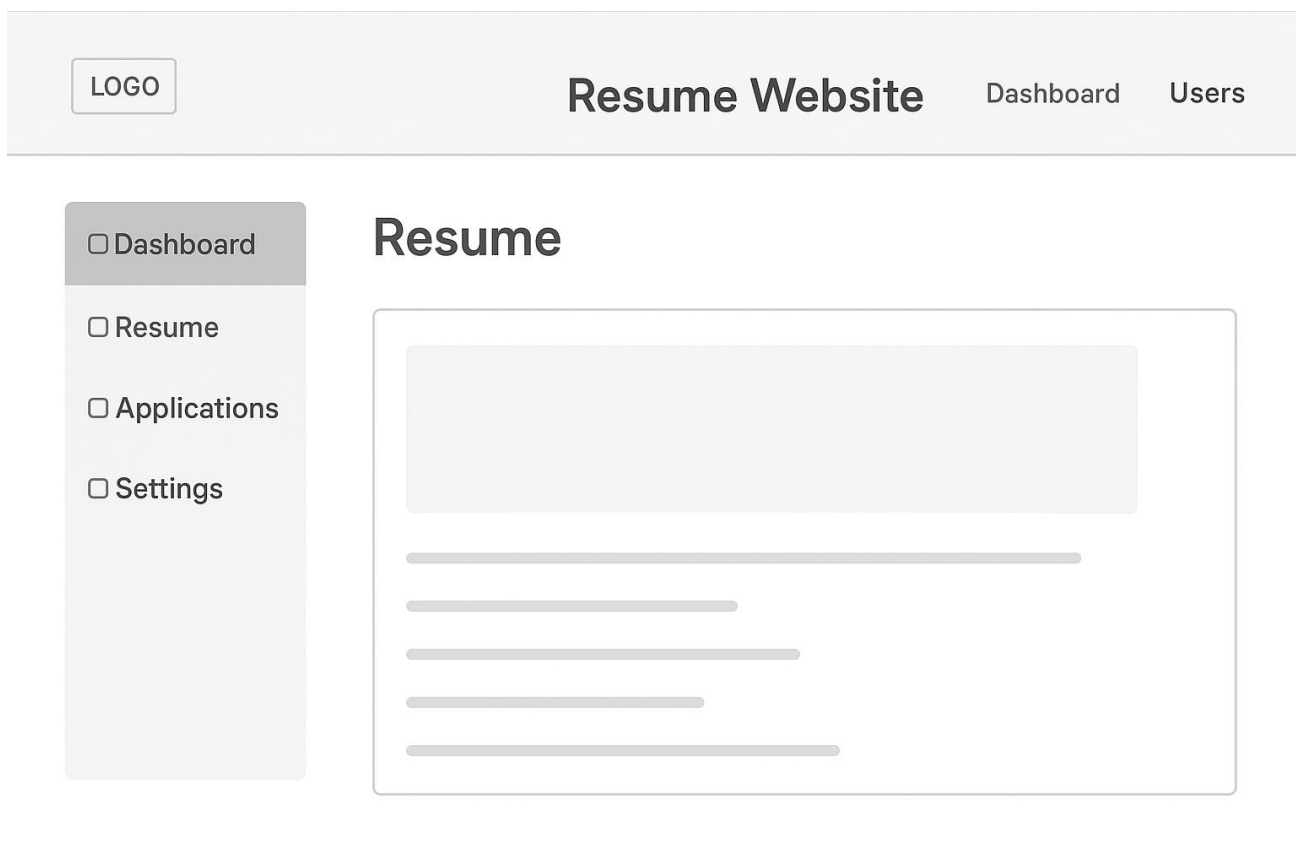 LOGO
Resume Website
Dashboard
Users
Dashboard
Resume
Applications
Settings
Resume